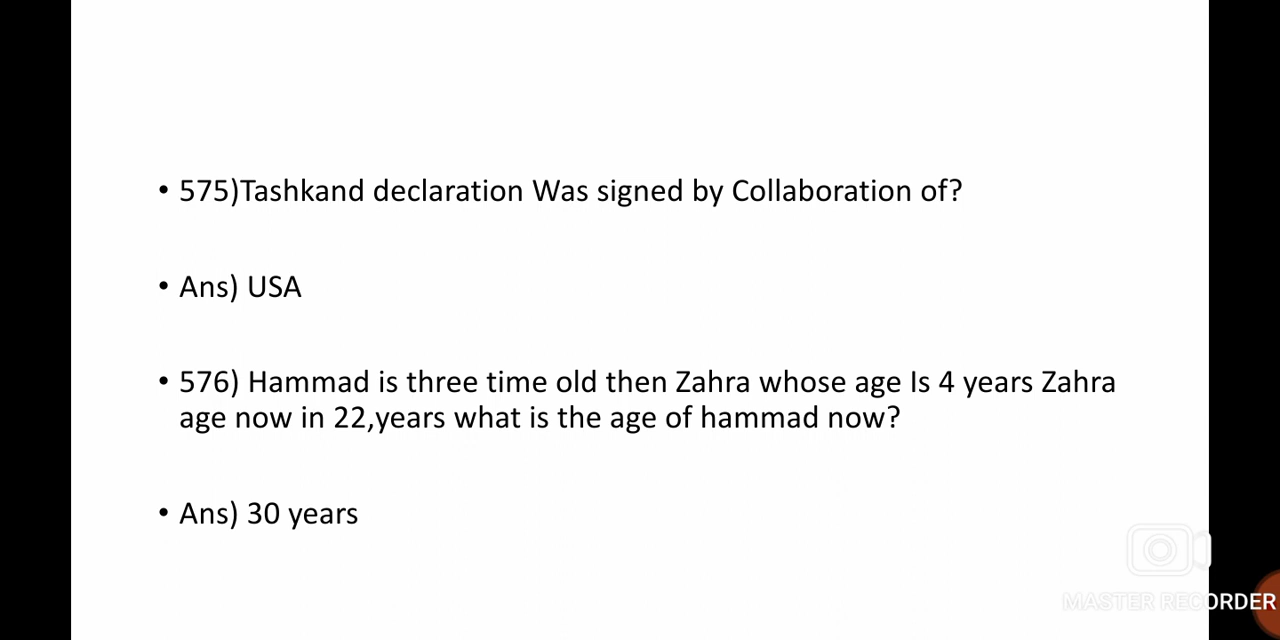 • 575)Tashkand declaration Was signed by Collaboration of?
• Ans) USA
• 576) Hammad is three time old then Zahra whose age Is 4 years Zahra
age now in 22,years what is the age of hammad now?
• Ans) 30 years
MASTER RECORDER